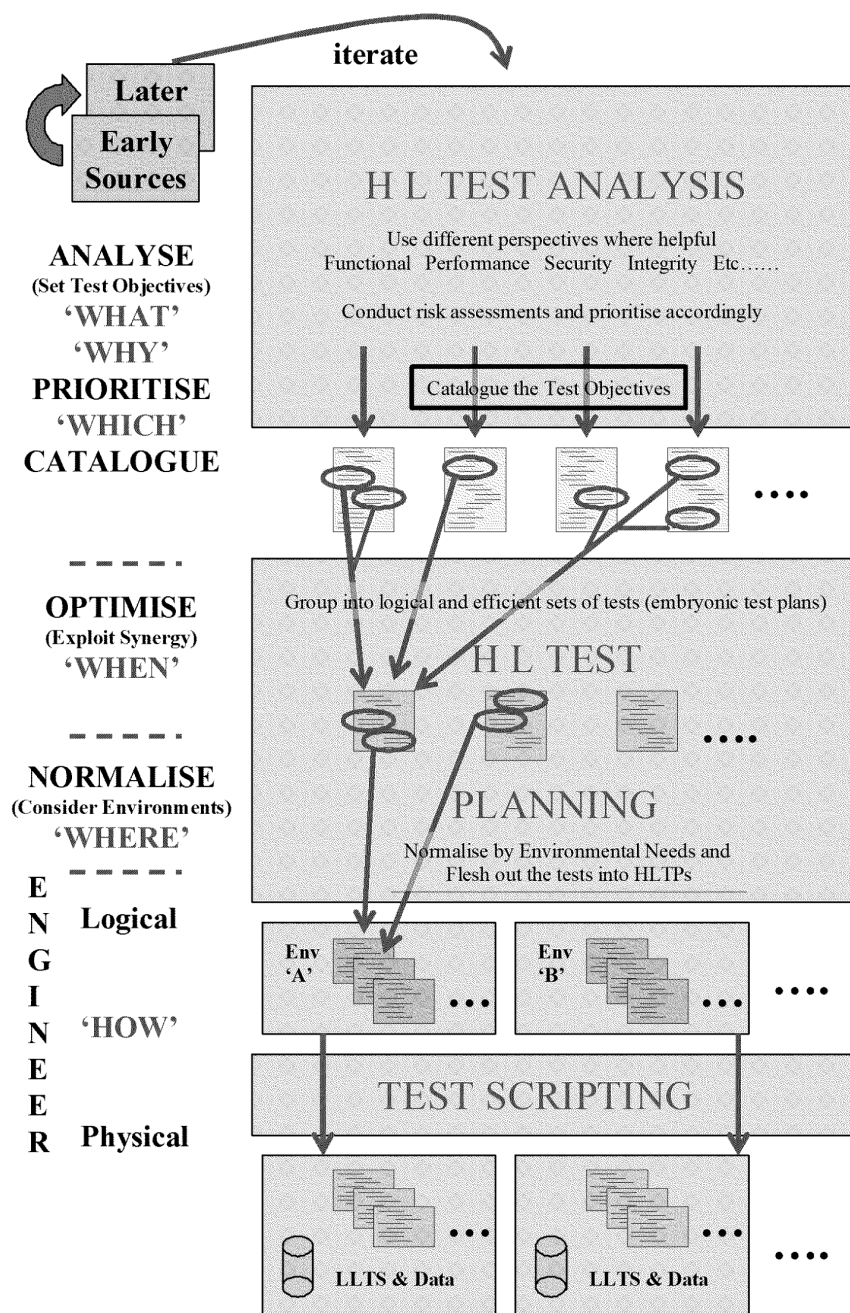 iterate
Later
Early
Sources
H L TEST ANALYSIS
Use different perspectives where helpful
Functional Performance Security Integrity Etc……
Conduct risk assessments and prioritise accordingly
Catalogue the Test Objectives
ANALYSE
(Set Test Objectives)
‘WHAT’
‘WHY’
PRIORITISE
‘WHICH’
CATALOGUE
....
OPTIMISE
(Exploit Synergy)
‘WHEN’
Group into logical and efficient sets of tests (embryonic test plans)
H L TEST
....
NORMALISE
(Consider Environments)
‘WHERE’
PLANNING
Normalise by Environmental Needs and
Flesh out the tests into HLTPs
ENGINEER
Logical
‘HOW’
Physical
Env
‘A’
...
Env
‘B’
...
....
TEST SCRIPTING
...
LLTS & Data
...
LLTS & Data
....